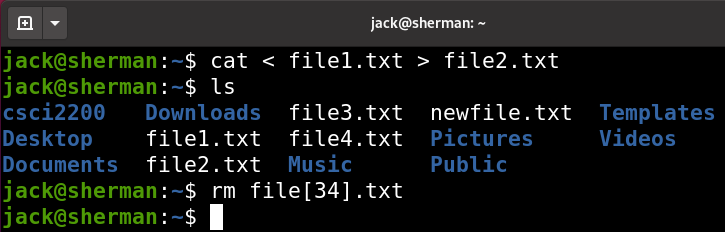 jack@sherman: ~
jack@sherman:~$ cat < file1.txt > file2.txt
jack@sherman:~$ ls
csci2200   Downloads  file3.txt  newfile.txt  Templates
Desktop    file1.txt  file4.txt  Pictures     Videos
Documents  file2.txt  Music      Public
jack@sherman:~$ rm file[34].txt
jack@sherman:~$